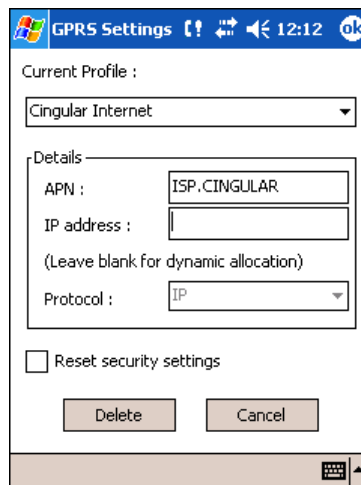 GPRS Settings 12:12 ok
Current Profile :
Cingular Internet
Details
APN : ISP.CINGULAR
IP address :
(Leave blank for dynamic allocation)
Protocol : IP
Reset security settings
Delete Cancel